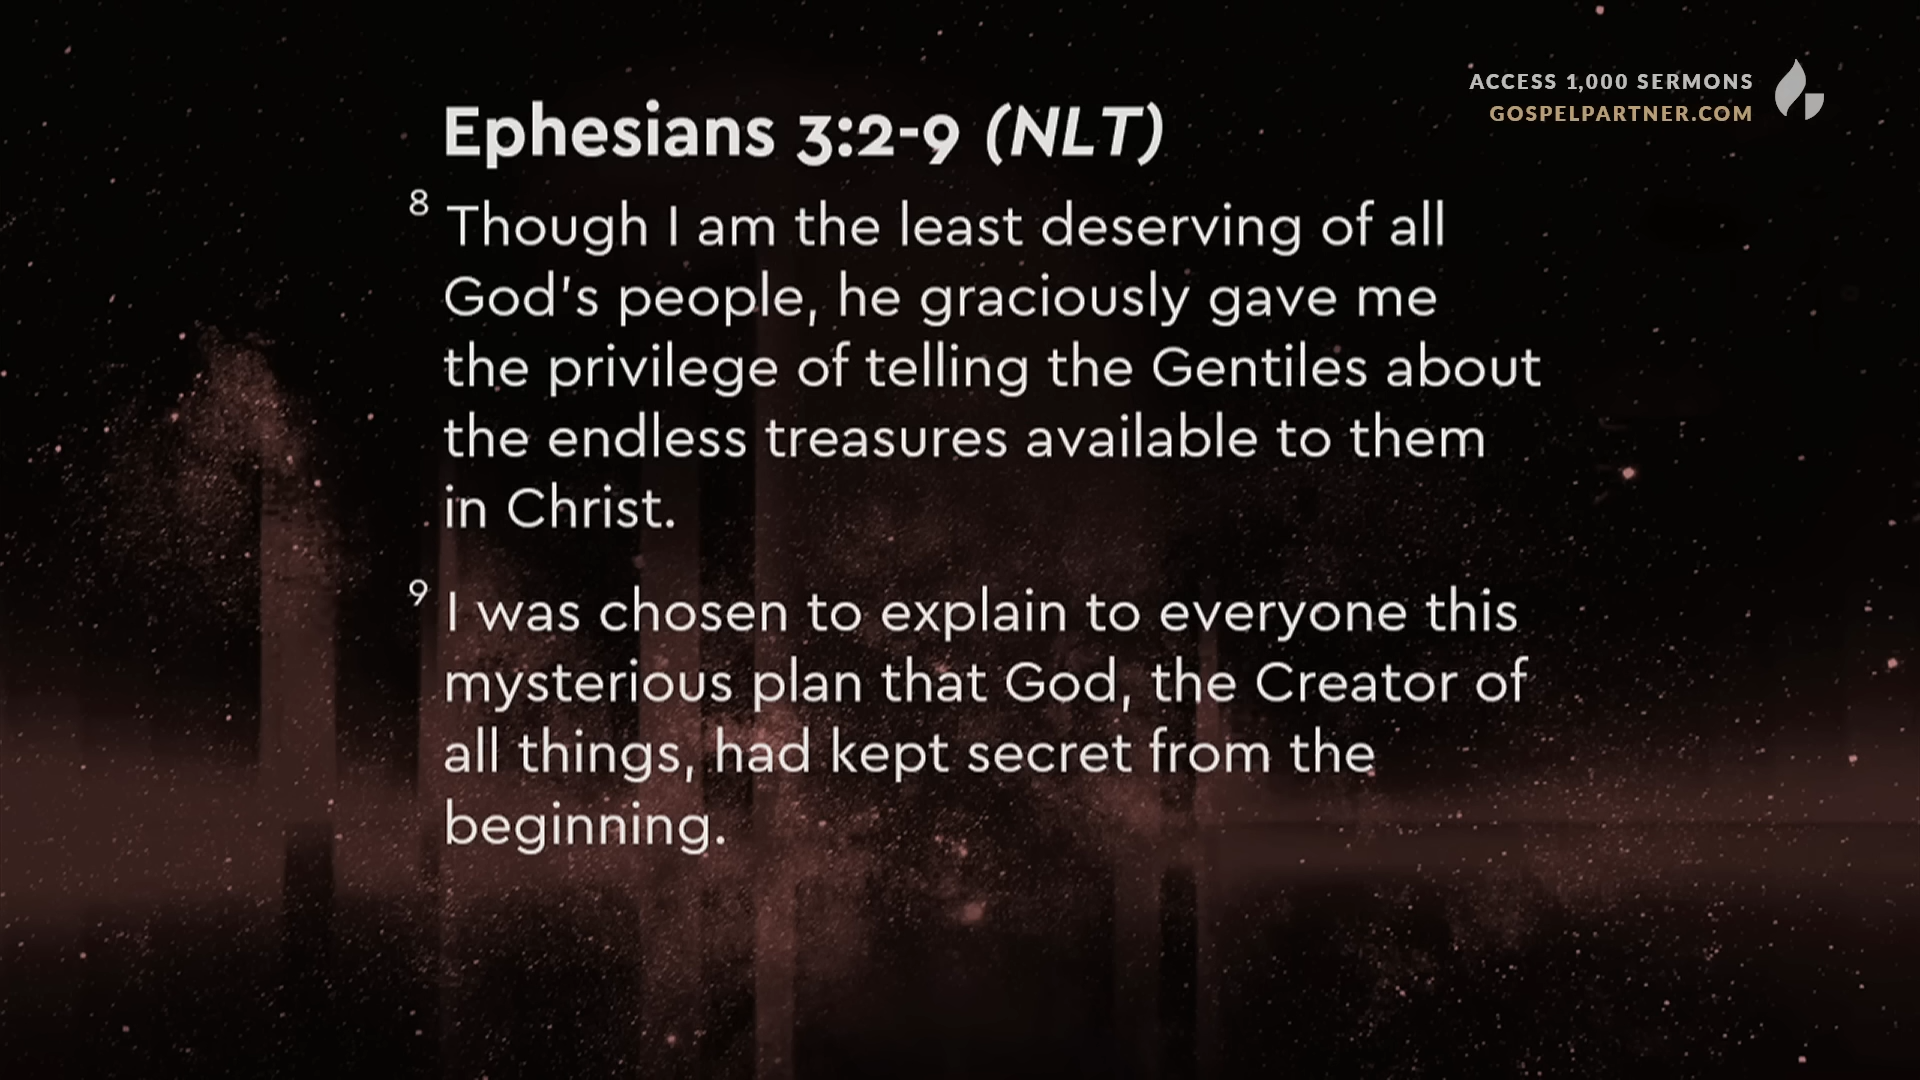 ACCESS 1,000 SERMONS
GOSPELPARTNER.COM
Ephesians 3:2-9 (NLT)
8 Though I am the least deserving of all
God's people, he graciously gave me
the privilege of telling the Gentiles about
the endless treasures available to them
in Christ.
9 I was chosen to explain to everyone this
mysterious plan that God, the Creator of
all things, had kept secret from the
beginning.